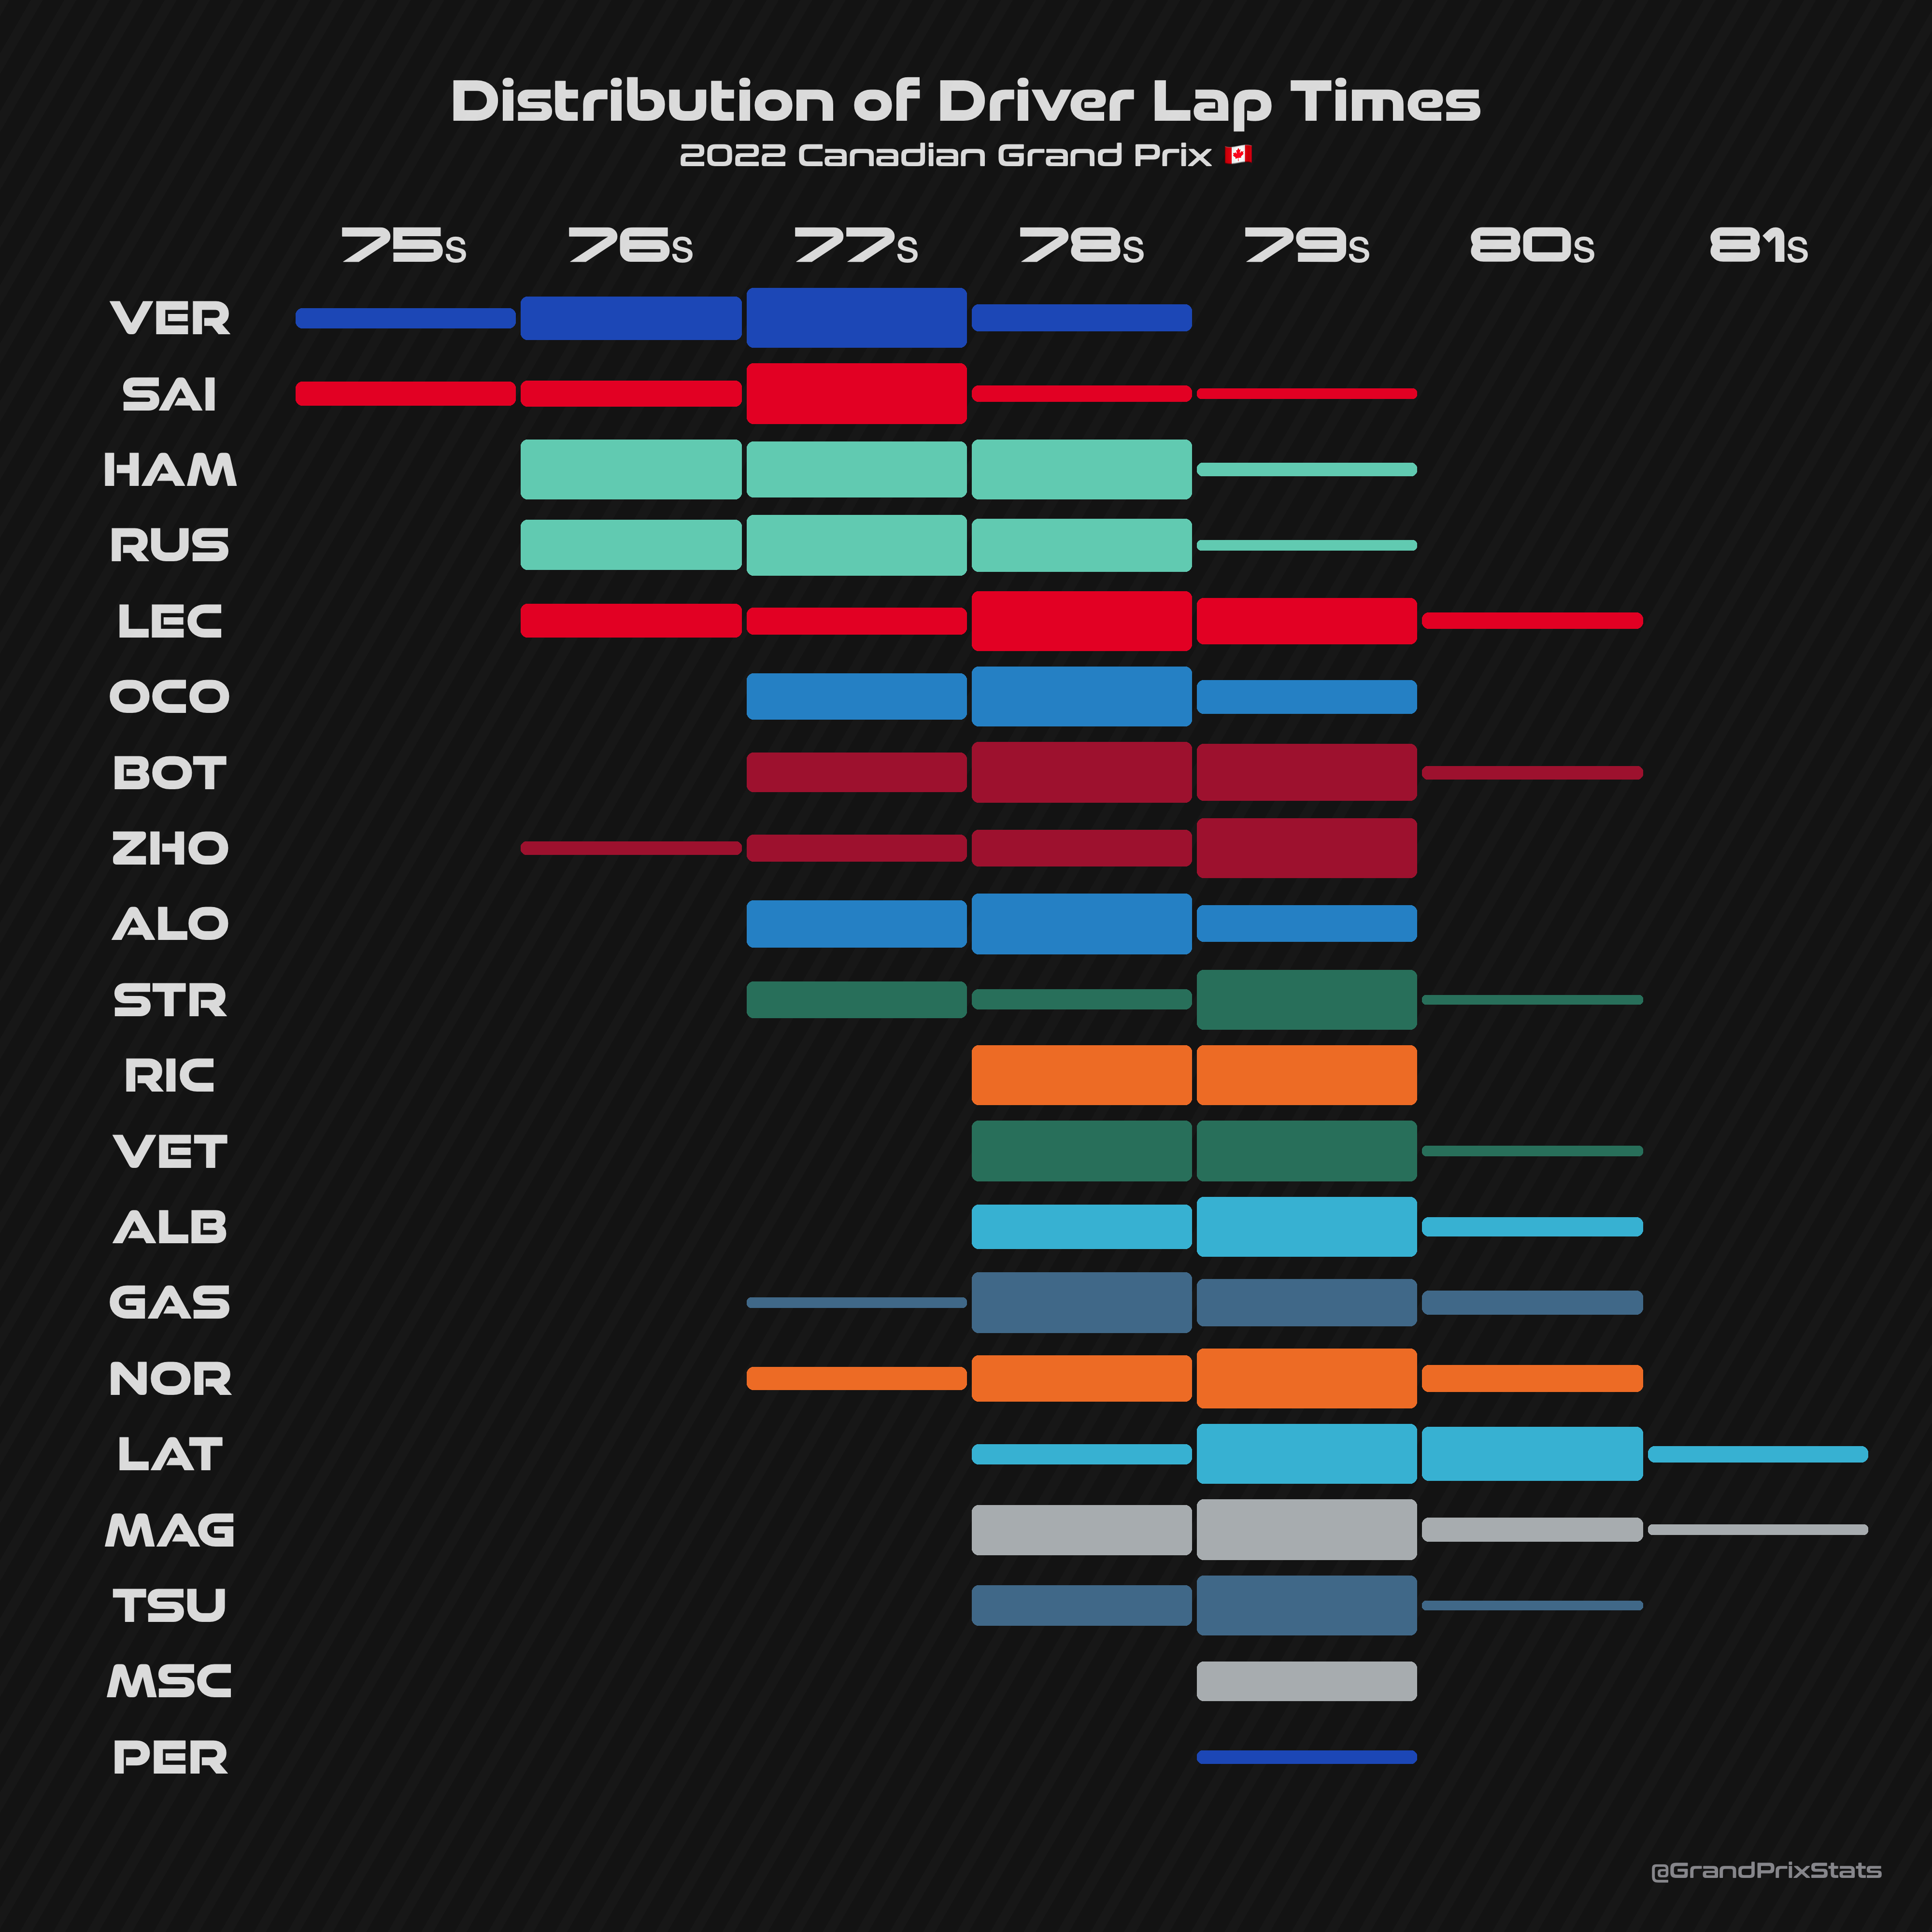 Distribution of Driver Lap Times
2022 Canadian Grand Prix 🇨🇦
75s 76s 77s 78s 79s 80s 81s
VER
SAI
HAM
RUS
LEC
OCO
BOT
ZHO
ALO
STR
RIC
VET
ALB
GAS
NOR
LAT
MAG
TSU
MSC
PER
@GrandPrixStats